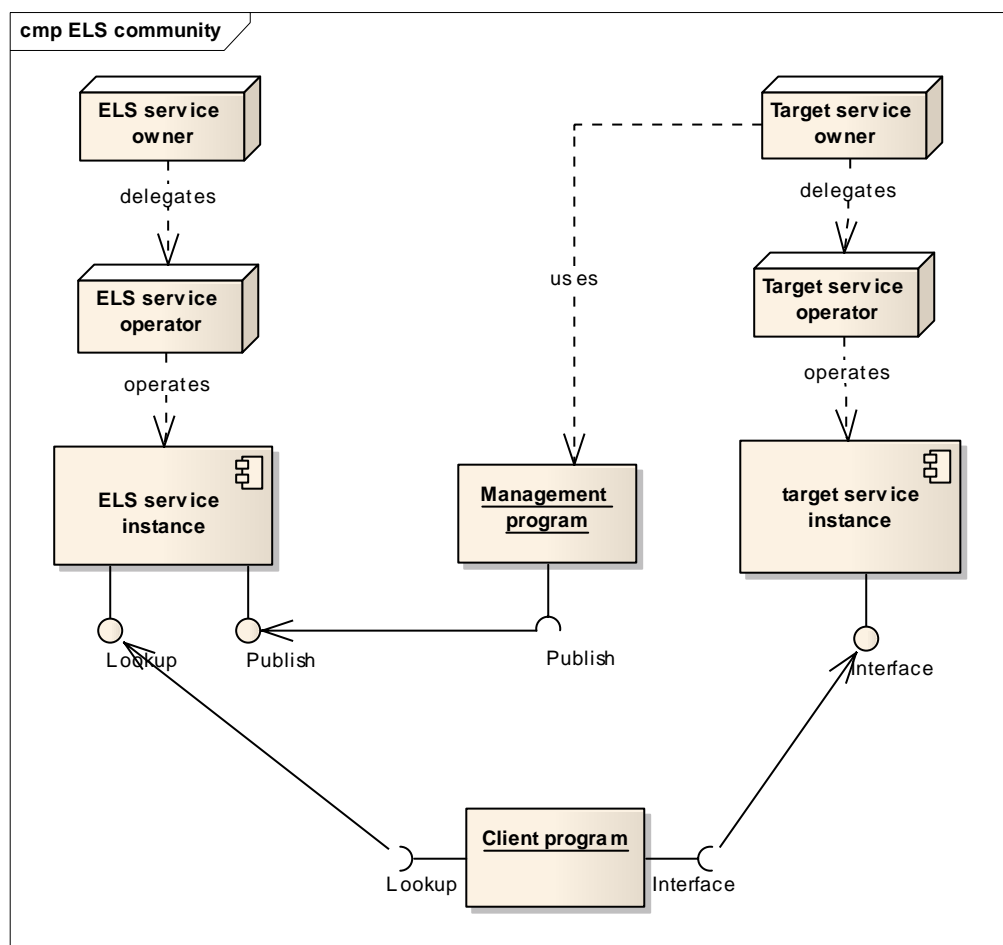 cmp ELS community
ELS service
owner
Target service
owner
delegates
delegates
uses
ELS service
operator
Target service
operator
operates
operates
ELS service
instance
Management
program
target service
instance
Lookup
Publish
Publish
Interface
Client program
Lookup
Interface